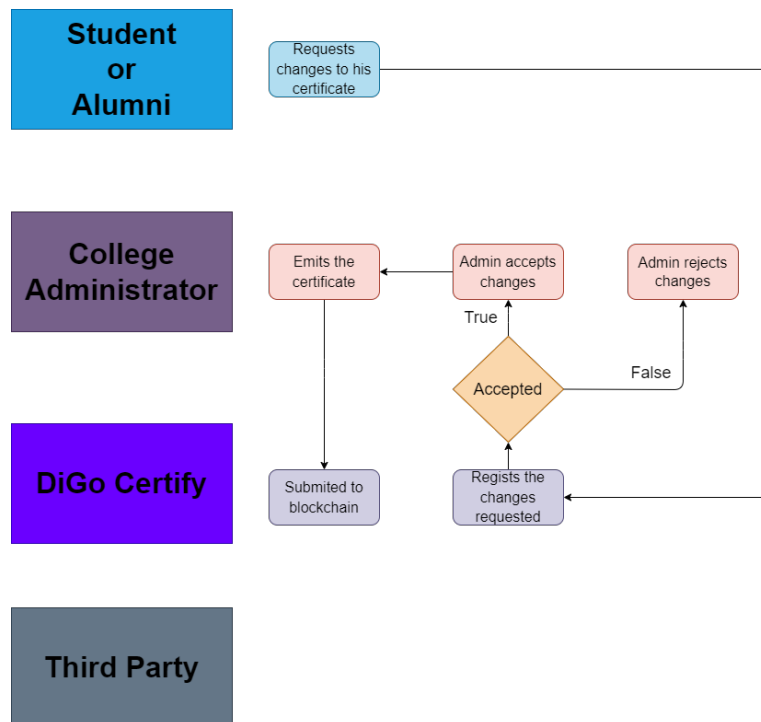 Student
or
Alumni
Requests
changes to his
certificate
College
Administrator
Emits the
certificate
Admin accepts
changes
Admin rejects
changes
True
False
Accepted
DiGo Certify
Submited to
blockchain
Regists the
changes
requested
Third Party